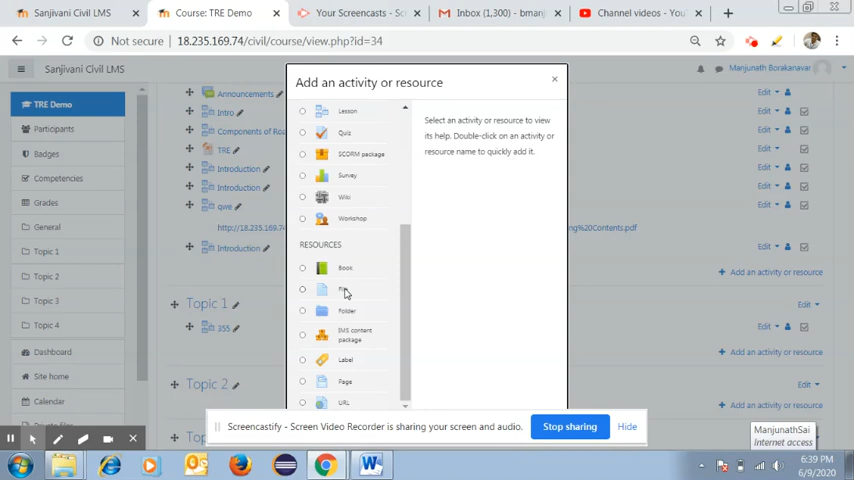 Sanjivani Civil LMS
Course: TRE Demo
Your Screencasts - Scr
Inbox (1,300) - bmanj
Channel videos - YouT
Not secure
18.235.169.74/civil/course/view.php?id=34
Sanjivani Civil LMS
Manjunath Borakanavar
TRE Demo
Participants
Badges
Competencies
Grades
General
Topic 1
Topic 2
Topic 3
Topic 4
Dashboard
Site home
Calendar
Announcements
Edit
Intro
Edit
Components of Roa
Edit
TRE
Edit
Introduction
Edit
Introduction
Edit
qwe
Edit
http://18.235.169.74
ng%20Contents.pdf
Introduction
Edit
+ Add an activity or resource
Topic 1
Edit
355
Edit
+ Add an activity or resource
Topic 2
Edit
+ Add an activity or resource
Add an activity or resource
×
Lesson
Quiz
SCORM package
Survey
Wiki
Workshop
RESOURCES
Book
Folder
IMS content
package
Label
Page
URL
Select an activity or resource to view
its help. Double-click on an activity or
resource name to quickly add it.
Screencastify - Screen Video Recorder is sharing your screen and audio.
Stop sharing
Hide
ManjunathSai
Internet access
6:39 PM
6/9/2020